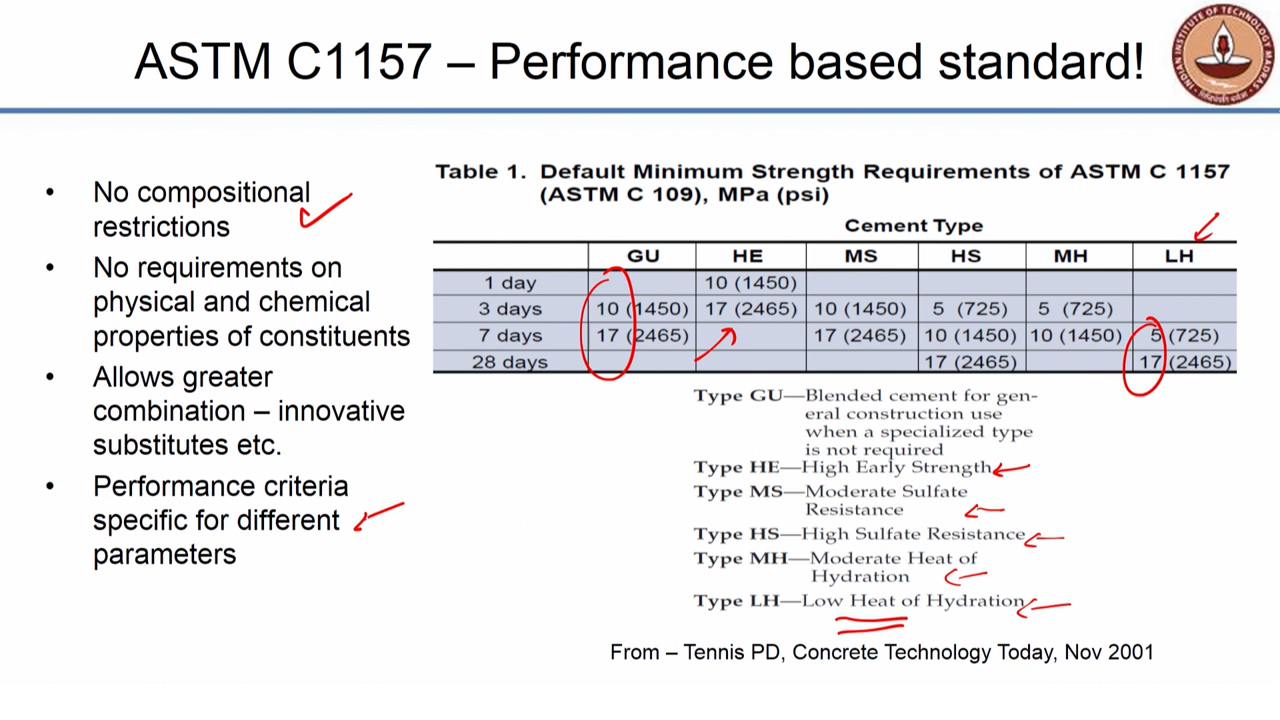 ASTM C1157 – Performance based standard!
INDIAN INSTITUTE OF TECHNOLOGY MADRAS
• No compositional
restrictions
• No requirements on
physical and chemical
properties of constituents
• Allows greater
combination – innovative
substitutes etc.
• Performance criteria
specific for different
parameters
Table 1. Default Minimum Strength Requirements of ASTM C 1157
(ASTM C 109), MPa (psi)
Cement Type
GU HE MS HS MH LH
1 day 10 (1450)
3 days 10 (1450) 17 (2465) 10 (1450) 5 (725) 5 (725)
7 days 17 (2465) 17 (2465) 10 (1450) 10 (1450) 5 (725)
28 days 17 (2465) 17 (2465)
Type GU—Blended cement for gen-
eral construction use
when a specialized type
is not required
Type HE—High Early Strength
Type MS—Moderate Sulfate
Resistance
Type HS—High Sulfate Resistance
Type MH—Moderate Heat of
Hydration
Type LH—Low Heat of Hydration
From – Tennis PD, Concrete Technology Today, Nov 2001